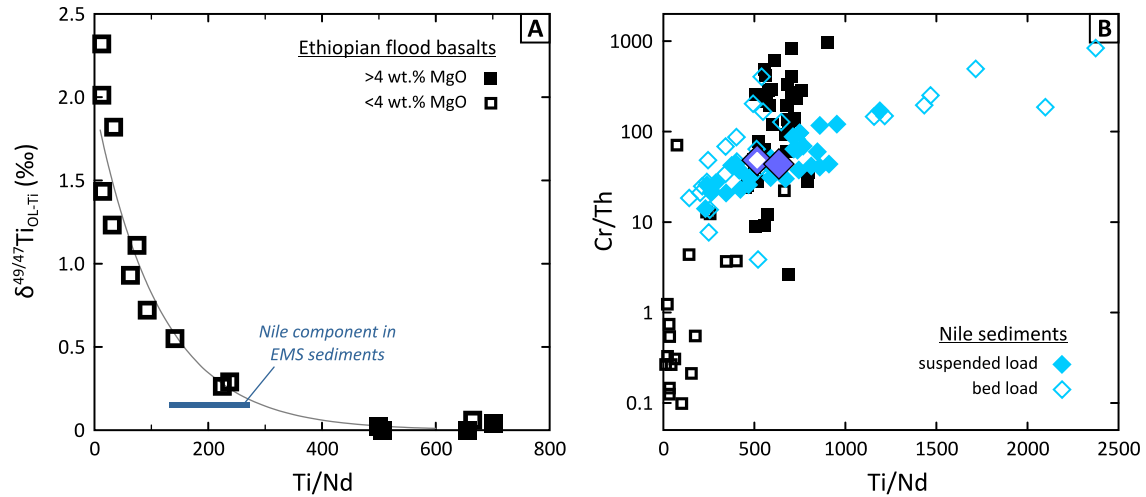 A
2.5
2.0
1.5
1.0
0.5
0
δ49/47TiOL-Ti (‰)
Ethiopian flood basalts
>4 wt.% MgO
<4 wt.% MgO
Nile component in
EMS sediments
0
200
400
600
800
Ti/Nd
B
1000
100
10
1
0.1
Cr/Th
Nile sediments
suspended load
bed load
0
500
1000
1500
2000
2500
Ti/Nd